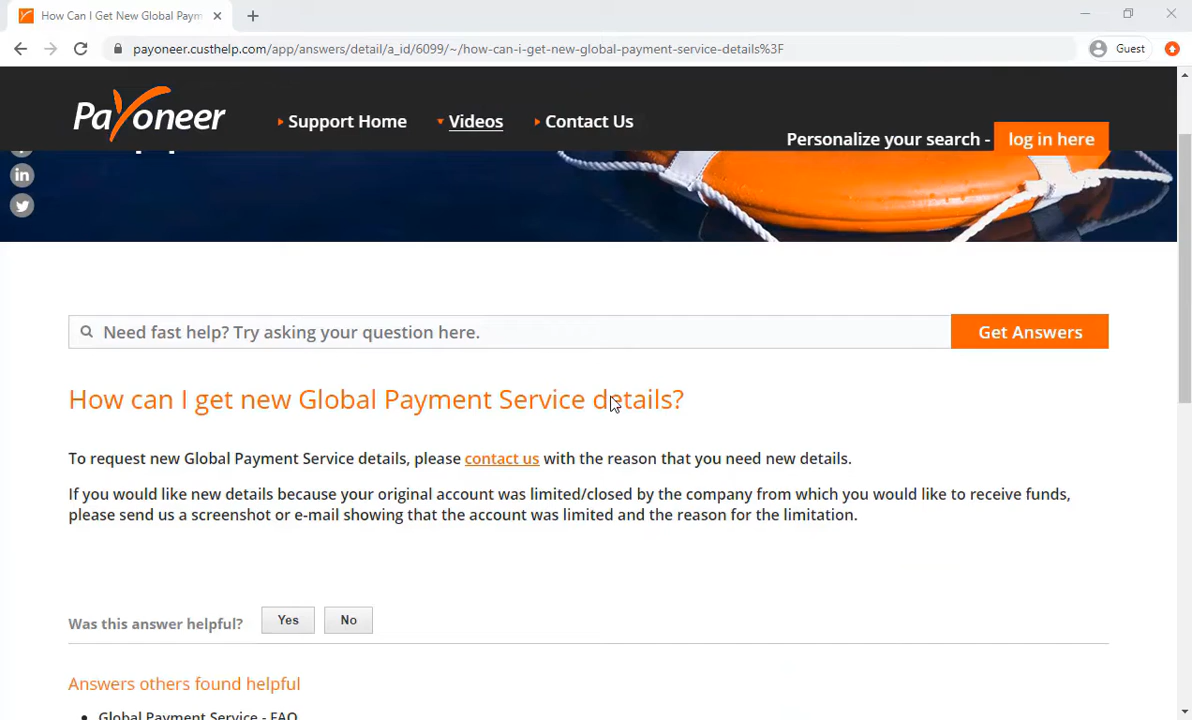 How Can I Get New Global Paym
payoneer.custhelp.com/app/answers/detail/a_id/6099/~/how-can-i-get-new-global-payment-service-details%3F
Guest
Payoneer
Support Home
Videos
Contact Us
Personalize your search - log in here
in
Need fast help? Try asking your question here.
Get Answers
How can I get new Global Payment Service details?
To request new Global Payment Service details, please contact us with the reason that you need new details.
If you would like new details because your original account was limited/closed by the company from which you would like to receive funds,
please send us a screenshot or e-mail showing that the account was limited and the reason for the limitation.
Was this answer helpful? Yes No
Answers others found helpful
Global Payment Service - FAQ